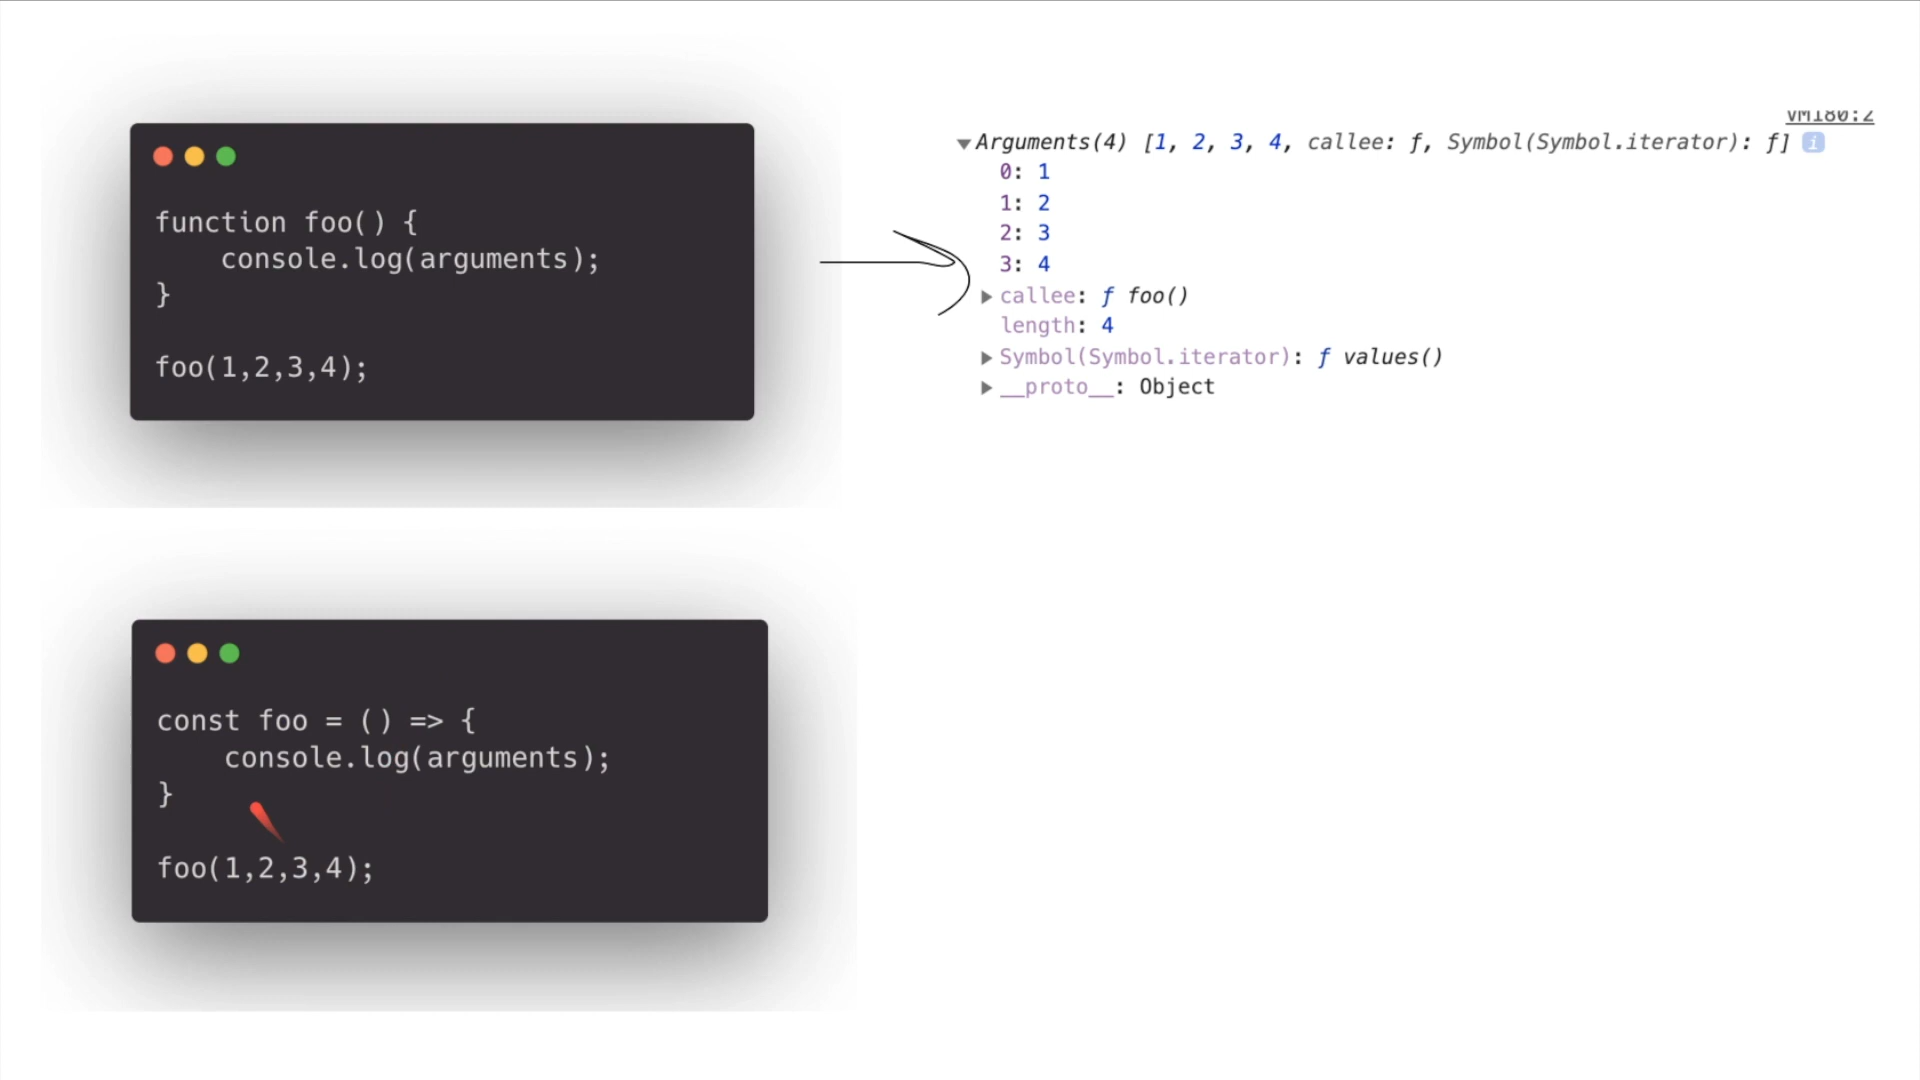 function foo() {
console.log(arguments);
}
foo(1,2,3,4);
VM180:2
Arguments(4) [1, 2, 3, 4, callee: ƒ, Symbol(Symbol.iterator): ƒ] i
0: 1
1: 2
2: 3
3: 4
callee: ƒ foo()
length: 4
Symbol(Symbol.iterator): ƒ values()
__proto__: Object
const foo = () => {
console.log(arguments);
}
foo(1,2,3,4);